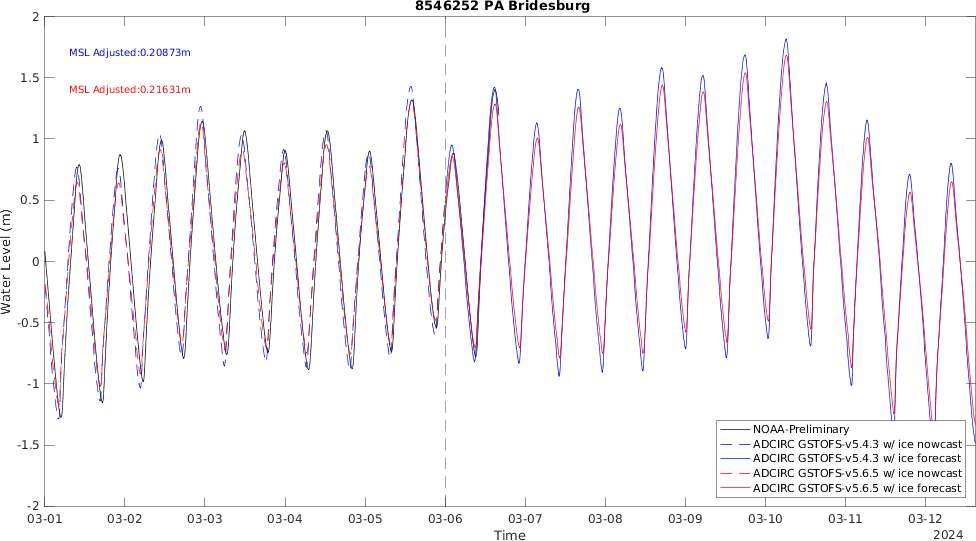 8546252 PA Bridesburg
MSL Adjusted:0.20873m
MSL Adjusted:0.21631m
2
1.5
1
0.5
0
-0.5
-1
-1.5
-2
Water Level (m)
NOAA-Preliminary
ADCIRC GSTOFS-v5.4.3 w/ ice nowcast
ADCIRC GSTOFS-v5.4.3 w/ ice forecast
ADCIRC GSTOFS-v5.6.5 w/ ice nowcast
ADCIRC GSTOFS-v5.6.5 w/ ice forecast
03-01 03-02 03-03 03-04 03-05 03-06 03-07 03-08 03-09 03-10 03-11 03-12
Time
2024